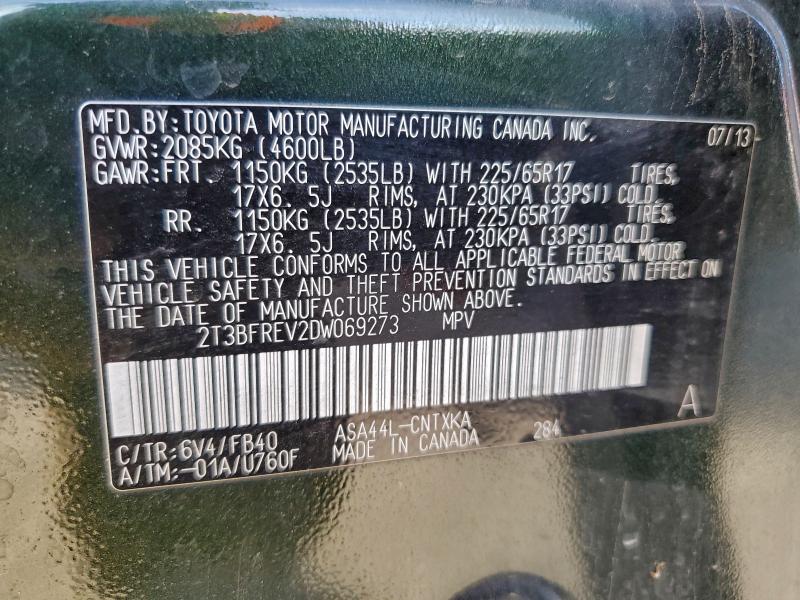 MFD.BY:TOYOTA MOTOR MANUFACTURING CANADA INC. 07/13
GVWR:2085KG (4600LB)
GAWR:FRT. 1150KG (2535LB) WITH 225/65R17 TIRES,
17X6. 5J RIMS, AT 230KPA (33PSI) COLD.
RR. 1150KG (2535LB) WITH 225/65R17 TIRES,
17X6. 5J RIMS, AT 230KPA (33PSI) COLD.
THIS VEHICLE CONFORMS TO ALL APPLICABLE FEDERAL MOTOR
VEHICLE SAFETY AND THEFT PREVENTION STANDARDS IN EFFECT ON
THE DATE OF MANUFACTURE SHOWN ABOVE.
2T3BFREV2DW069273 MPV
A
C/TR:6V4/FB40 ASA44L-CNTXKA 284
A/TM:-01A/U760F MADE IN CANADA